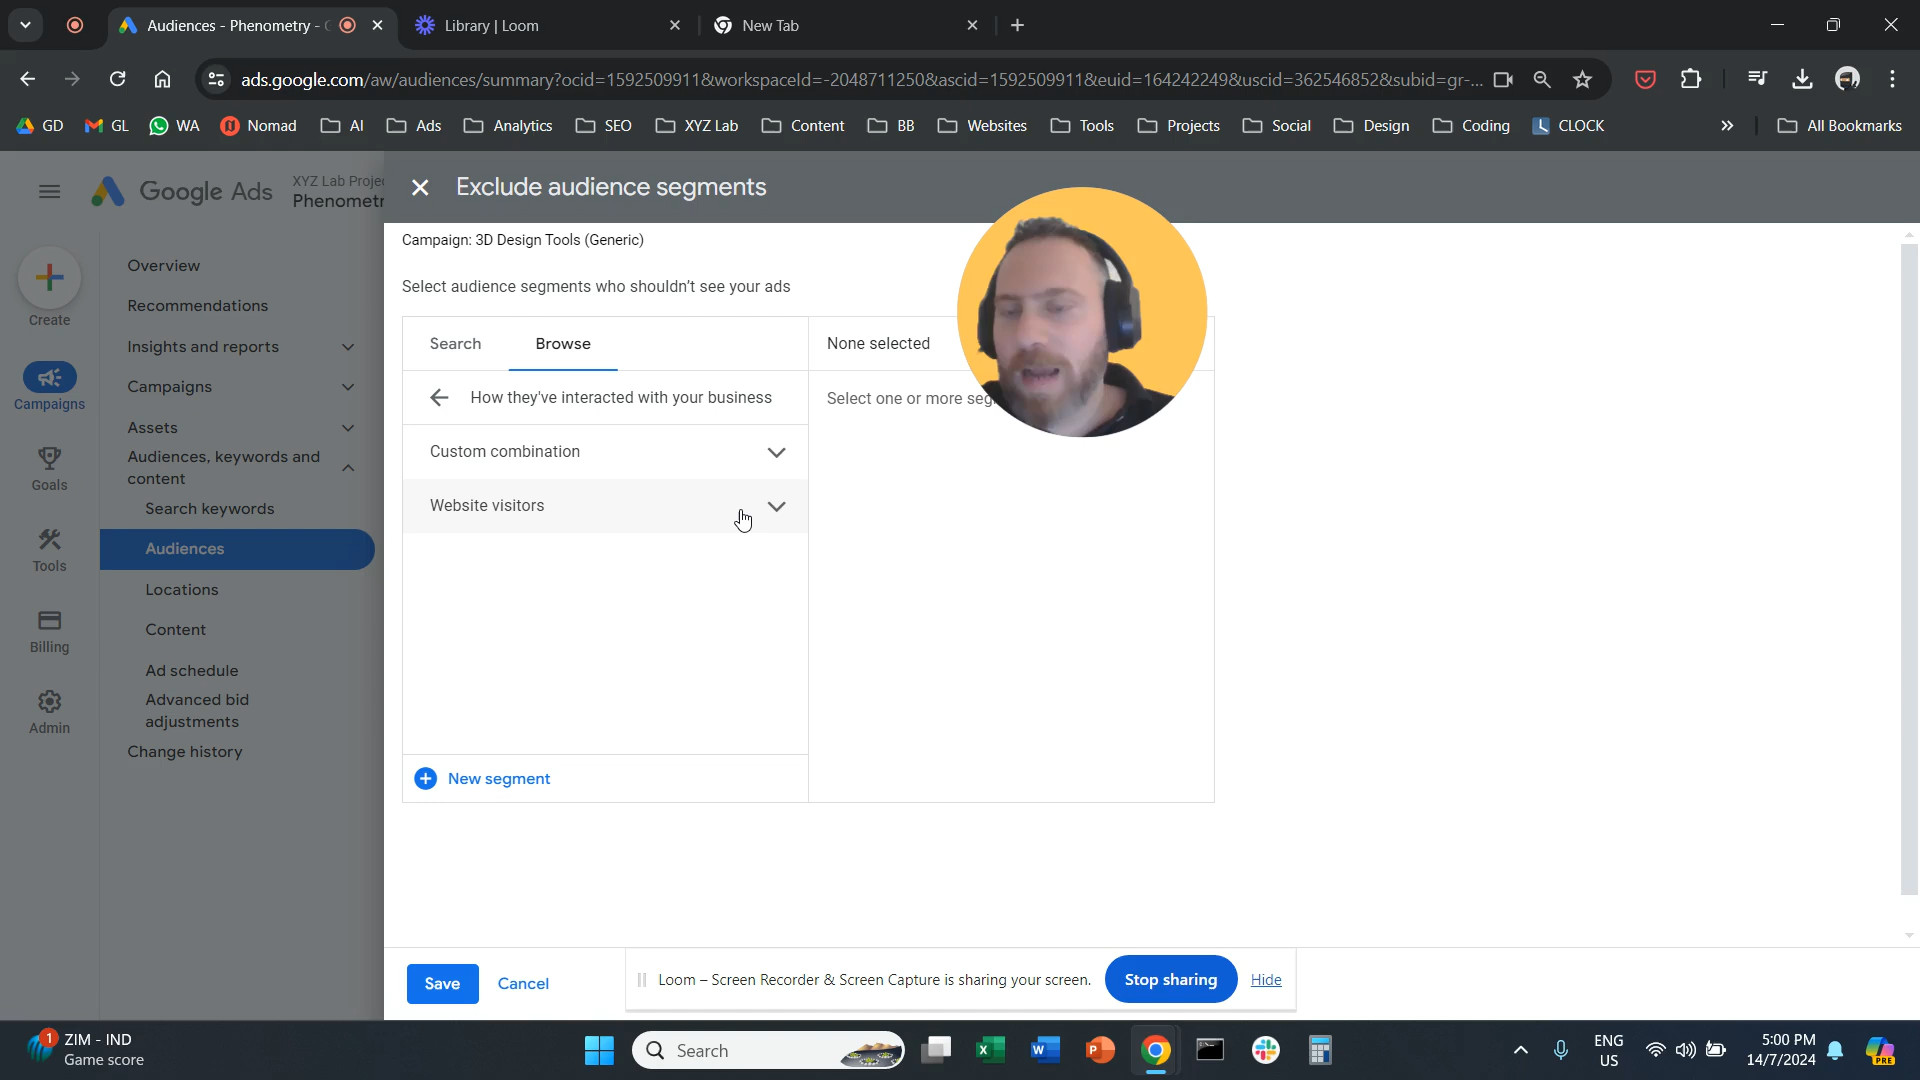 Audiences - Phenometry - G
Library | Loom
New Tab
ads.google.com/aw/audiences/summary?ocid=1592509911&workspaceId=-2048711250&ascid=1592509911&euid=164242249&uscid=362546852&subid=gr-...
GD
GL
WA
Nomad
AI
Ads
Analytics
SEO
XYZ Lab
Content
BB
Websites
Tools
Projects
Social
Design
Coding
CLOCK
All Bookmarks
Google Ads
XYZ Lab Projec
Phenometr
Exclude audience segments
Create
Campaigns
Goals
Tools
Billing
Admin
Overview
Recommendations
Insights and reports
Campaigns
Assets
Audiences, keywords and
content
Search keywords
Audiences
Locations
Content
Ad schedule
Advanced bid
adjustments
Change history
Campaign: 3D Design Tools (Generic)
Select audience segments who shouldn't see your ads
Search
Browse
None selected
How they've interacted with your business
Select one or more seg
Custom combination
Website visitors
New segment
Save
Cancel
Loom – Screen Recorder & Screen Capture is sharing your screen.
Stop sharing
Hide
1
ZIM - IND
Game score
Search
ENG
US
5:00 PM
14/7/2024
PRE